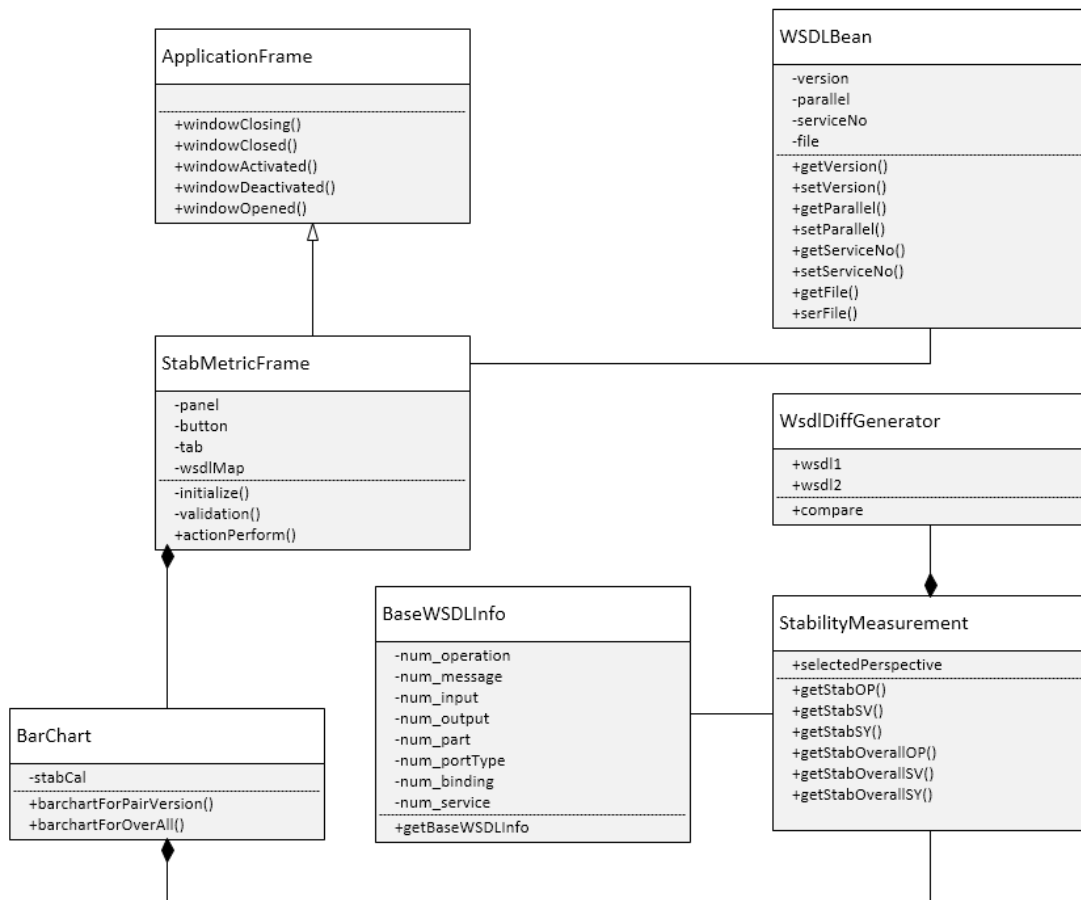 ApplicationFrame
+windowClosing()
+windowClosed()
+windowActivated()
+windowDeactivated()
+windowOpened()
WSDLBean
-version
-parallel
-serviceNo
-file
+getVersion()
+setVersion()
+getParallel()
+setParallel()
+getServiceNo()
+setServiceNo()
+getFile()
+serFile()
StabMetricFrame
-panel
-button
-tab
-wsdlMap
-initialize()
-validation()
+actionPerform()
WsdlDiffGenerator
+wsdl1
+wsdl2
+compare
BaseWSDLInfo
-num_operation
-num_message
-num_input
-num_output
-num_part
-num_portType
-num_binding
-num_service
+getBaseWSDLInfo
StabilityMeasurement
+selectedPerspective
+getStabOP()
+getStabSV()
+getStabSY()
+getStabOverallOP()
+getStabOverallSV()
+getStabOverallSY()
BarChart
-stabCal
+barchartForPairVersion()
+barchartForOverAll()